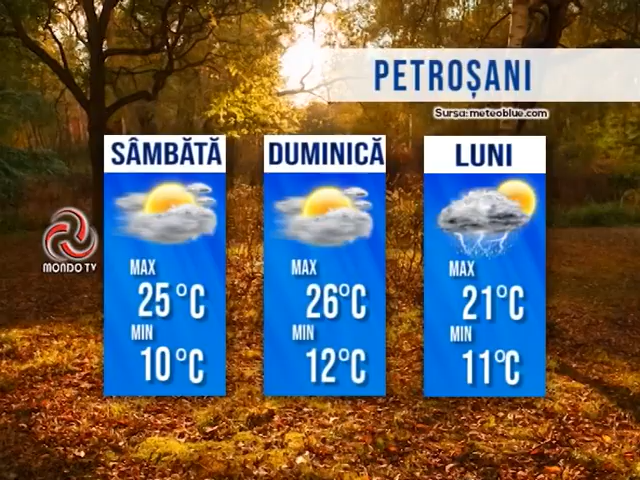 PETROȘANI
Sursa: meteoblue.com
SÂMBĂTĂ
MAX
25°C
MIN
10°C
DUMINICĂ
MAX
26°C
MIN
12°C
LUNI
MAX
21°C
MIN
11°C
MONDO TV